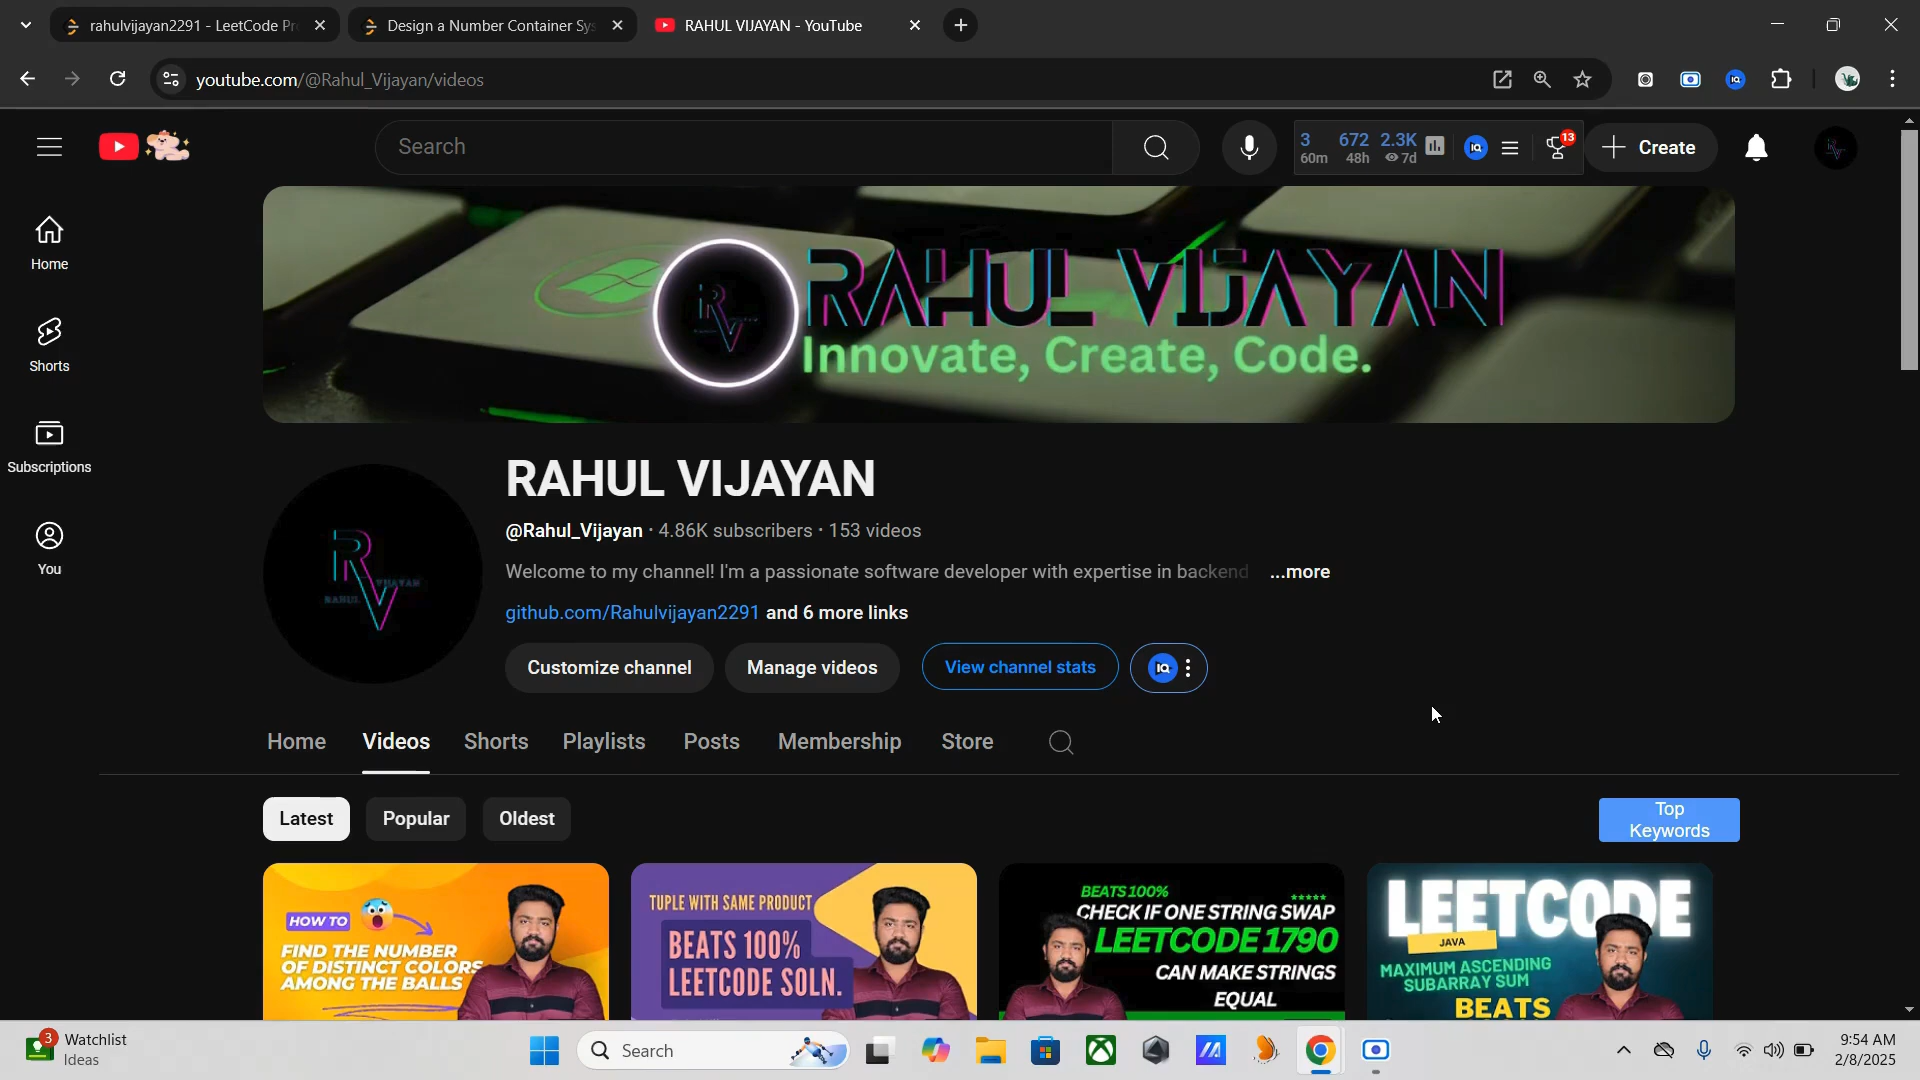 rahulvijayan2291 - LeetCode Pr
Design a Number Container Sys
RAHUL VIJAYAN - YouTube
youtube.com/@Rahul_Vijayan/videos
Search
3 672 2.3K
60m 48h 7d
IQ
13
Create
Home
Shorts
Subscriptions
You
RAHUL VIJAYAN
Innovate, Create, Code.
RAHUL VIJAYAN
@Rahul_Vijayan · 4.86K subscribers · 153 videos
Welcome to my channel! I'm a passionate software developer with expertise in backend ...more
github.com/Rahulvijayan2291 and 6 more links
Customize channel
Manage videos
View channel stats
IQ
RV
RAHUL VIJAYAN
Home Videos Shorts Playlists Posts Membership Store
Latest Popular Oldest
Top
Keywords
HOW TO
FIND THE NUMBER
OF DISTINCT COLORS
AMONG THE BALLS
TUPLE WITH SAME PRODUCT
BEATS 100%
LEETCODE SOLN.
BEATS 100%
CHECK IF ONE STRING SWAP
LEETCODE 1790
CAN MAKE STRINGS
EQUAL
LEETCODE
JAVA
MAXIMUM ASCENDING
SUBARRAY SUM
BEATS
3
Watchlist
Ideas
Search
9:54 AM
2/8/2025